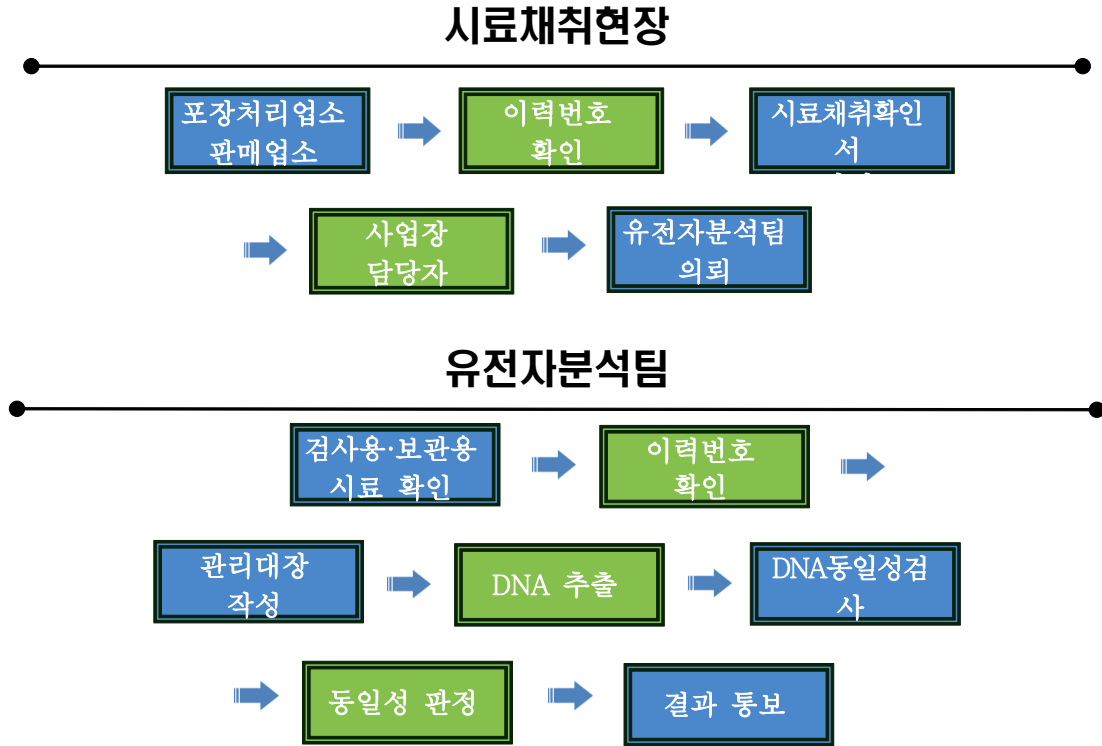 시료채취현장
포장처리업소
판매업소
이력번호
확인
시료채취확인
서
사업장
담당자
유전자분석팀
의뢰
유전자분석팀
검사용·보관용
시료 확인
이력번호
확인
관리대장
작성
DNA 추출
DNA동일성검
사
동일성 판정
결과 통보